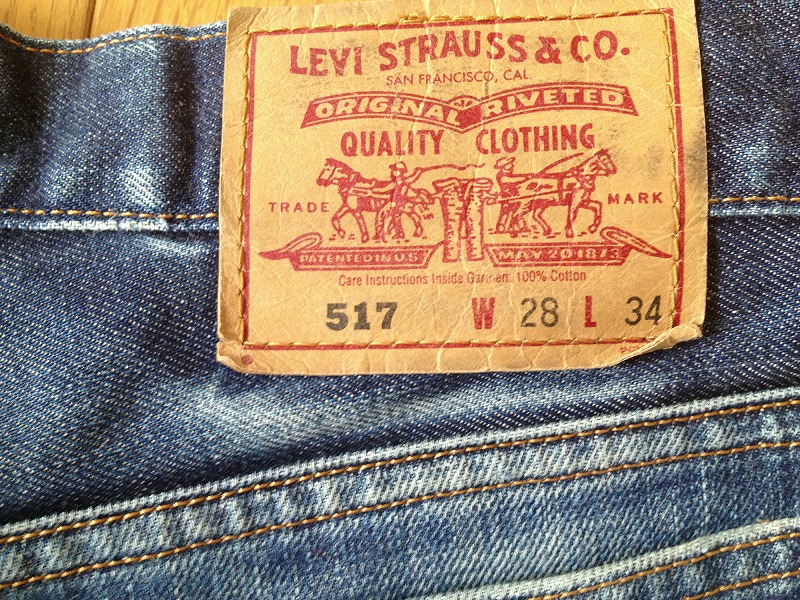 LEVI STRAUSS & CO.
SAN FRANCISCO, CAL.
ORIGINAL RIVETED
QUALITY CLOTHING
TRADE MARK
PATENTED IN U.S. MAY 20 1873
Care Instructions Inside Garment 100% Cotton
517 W 28 L 34
®